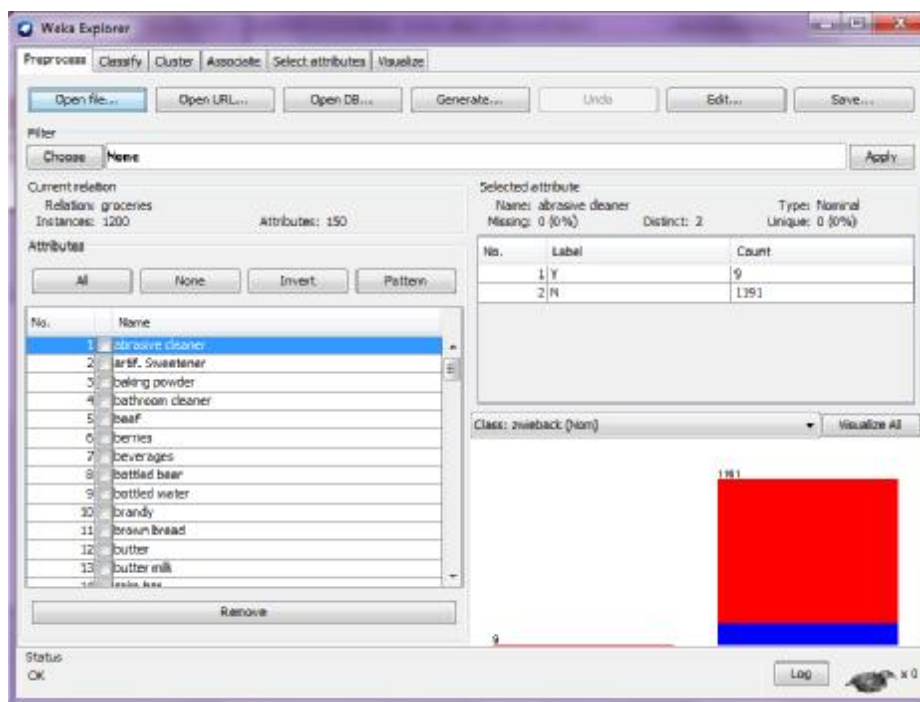 Weka Explorer
Preprocess Classify Cluster Associate Select attributes Visualize
Open file... Open URL... Open DB... Generate... Undo Edit... Save...
Filter
Choose None Apply
Current relation
Relation: groceries
Instances: 1200 Attributes: 150
Selected attribute
Name: abrasive cleaner Type: Nominal
Missing: 0 (0%) Distinct: 2 Unique: 0 (0%)
No. Label Count
1 Y 9
2 N 1191
Attributes
All None Invert Pattern
No. Name
1 abrasive cleaner
2 artif. Sweetener
3 baking powder
4 bathroom cleaner
5 beef
6 berries
7 beverages
8 bottled beer
9 bottled water
10 brandy
11 brown bread
12 butter
13 butter milk
Remove
Class: zwieback (Nom) Visualize All
1191
9
Status
OK
Log x 0